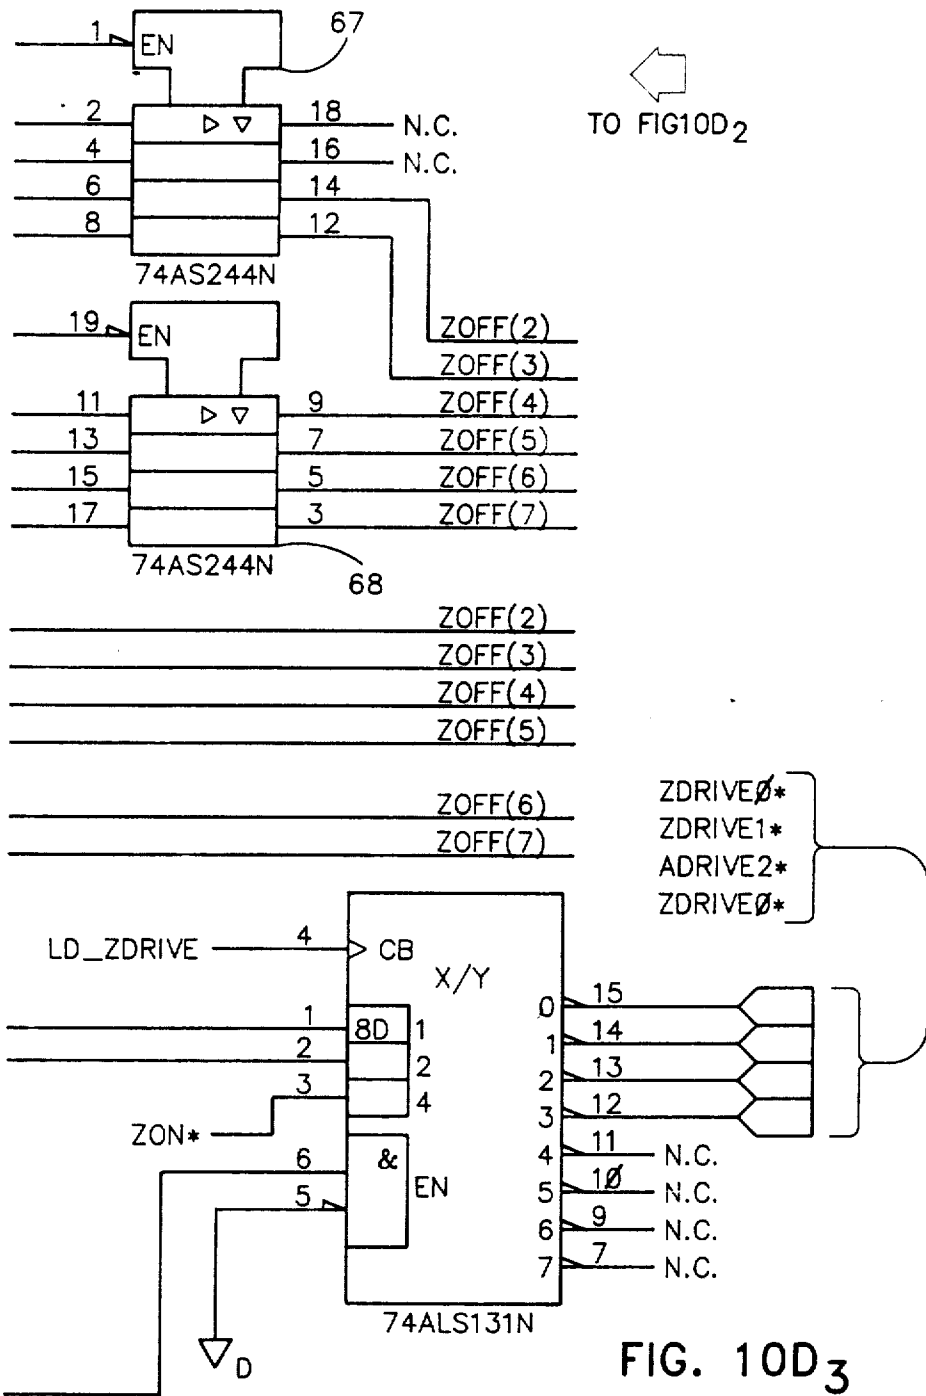 67
1 EN
TO FIG10D2
2 18 N.C.
4 16 N.C.
6 14
8 12
74AS244N
19 EN
ZOFF(2)
ZOFF(3)
11 9 ZOFF(4)
13 7 ZOFF(5)
15 5 ZOFF(6)
17 3 ZOFF(7)
74AS244N
68
ZOFF(2)
ZOFF(3)
ZOFF(4)
ZOFF(5)
ZOFF(6)
ZOFF(7)
ZDRIVEØ*
ZDRIVE1*
ADRIVE2*
ZDRIVEØ*
LD_ZDRIVE 4 CB
X/Y
1 8D 1
2 2
3 4
ZON*
6 & EN
5
0 15
1 14
2 13
3 12
4 11 N.C.
5 1Ø N.C.
6 9 N.C.
7 7 N.C.
74ALS131N
D
FIG. 10D3